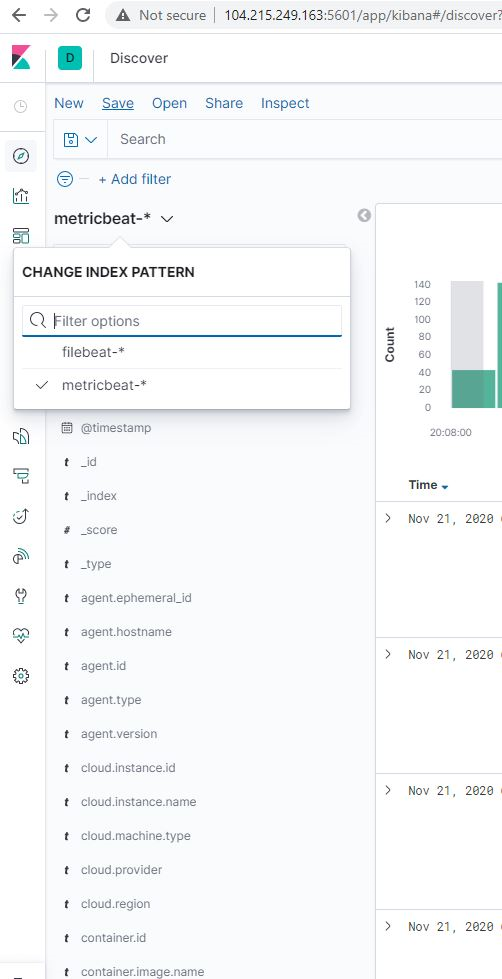 Not secure | 104.215.249.163:5601/app/kibana#/discover?
D Discover
New Save Open Share Inspect
Search
+ Add filter
metricbeat-*
CHANGE INDEX PATTERN
Filter options
filebeat-*
metricbeat-*
@timestamp
t _id
t _index
# _score
t _type
t agent.ephemeral_id
t agent.hostname
t agent.id
t agent.type
t agent.version
t cloud.instance.id
t cloud.instance.name
t cloud.machine.type
t cloud.provider
t cloud.region
t container.id
t container.image.name
Count
140
120
100
80
60
40
20
0
20:08:00
Time
Nov 21, 2020
Nov 21, 2020
Nov 21, 2020
Nov 21, 2020